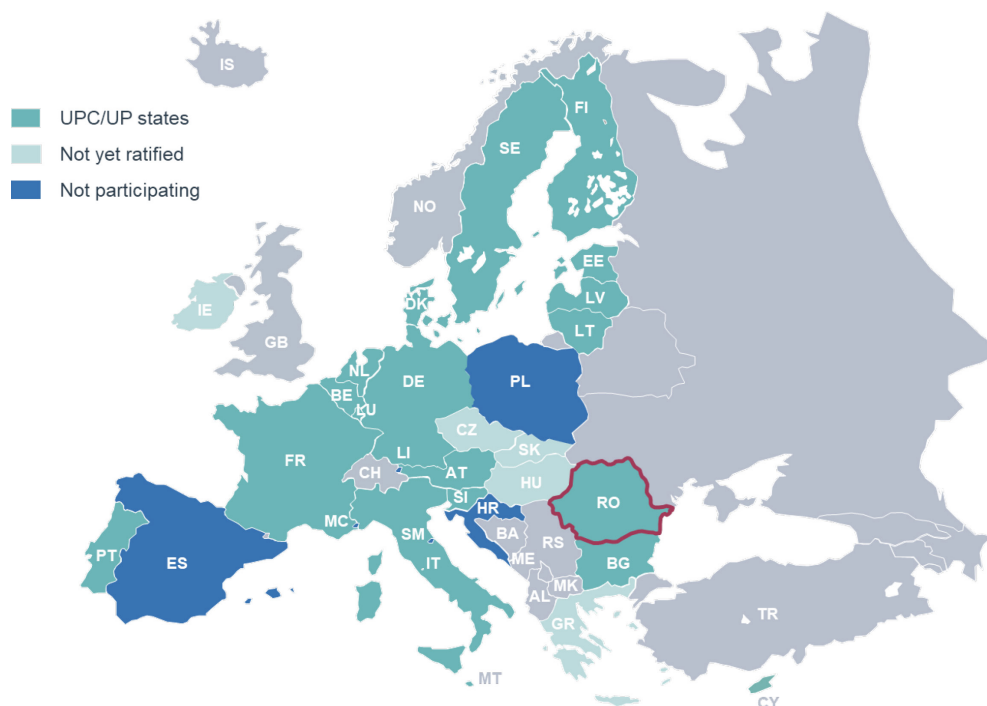 IS
UPC/UP states
FI
Not yet ratified
SE
Not participating
NO
EE
IE
LV
DK
LT
GB
NL
DE
PL
BE
LU
CZ
SK
LI
FR
CH
AT
HU
SI
RO
HR
MC
SM
BA
RS
PT
ES
IT
ME
BG
MK
AL
TR
GR
MT
CY